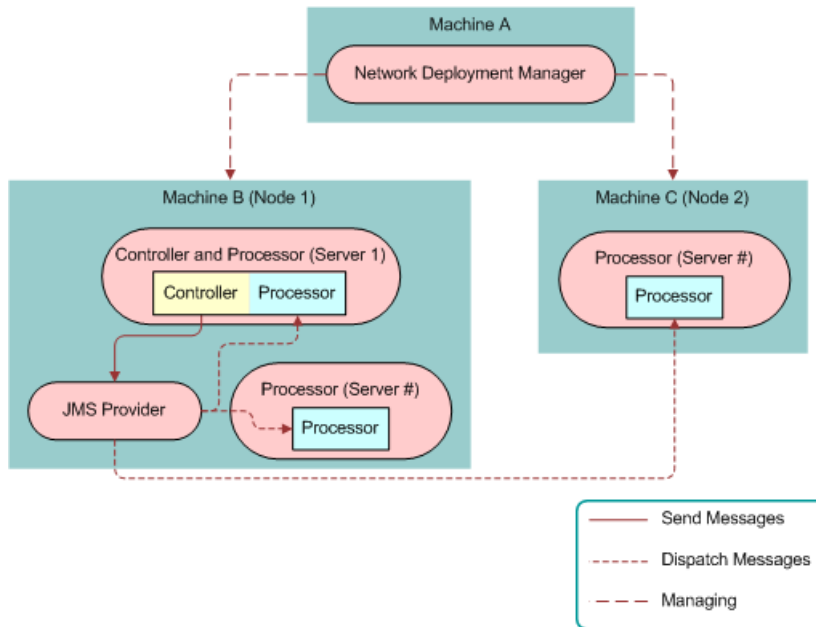 Machine A
Network Deployment Manager
Machine B (Node 1)
Controller and Processor (Server 1)
Controller
Processor
JMS Provider
Processor (Server #)
Processor
Machine C (Node 2)
Processor (Server #)
Processor
Send Messages
Dispatch Messages
Managing